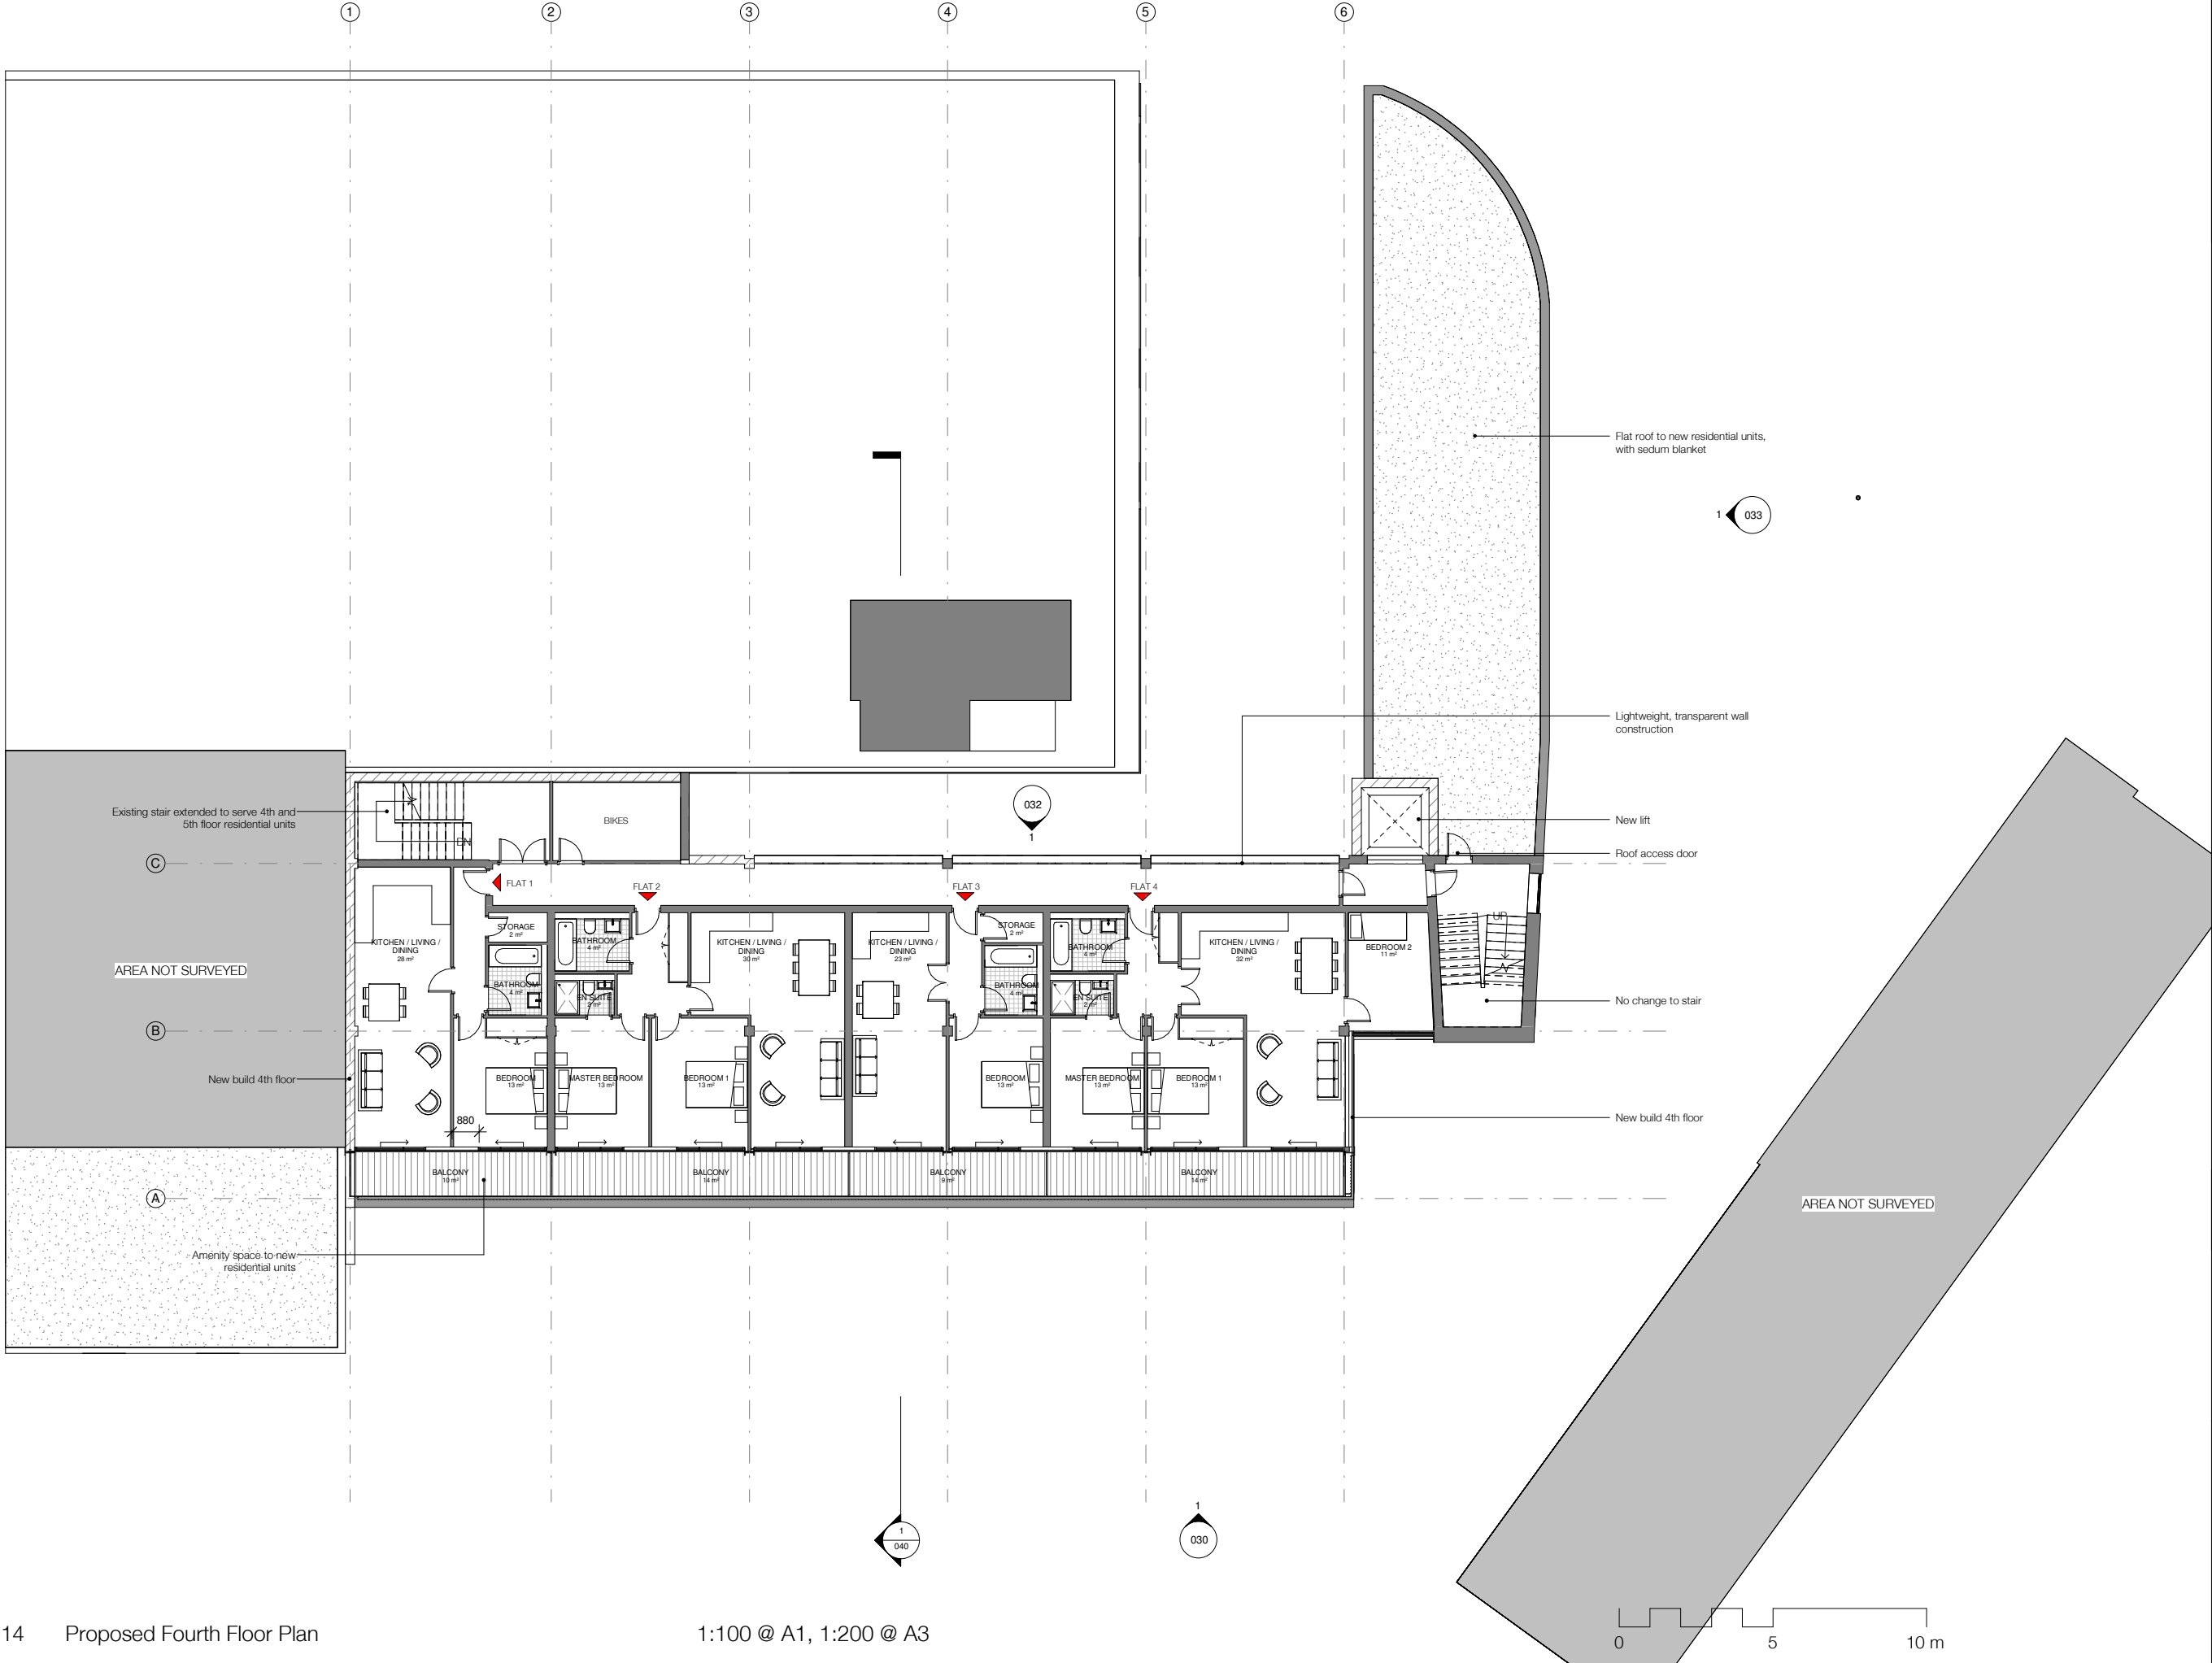 1
2
3
4
5
6
Flat roof to new residential units,
with sedum blanket
1
033
Lightweight, transparent wall
construction
Existing stair extended to serve 4th and
5th floor residential units
DN
BIKES
032
1
New lift
Roof access door
C
FLAT 1
FLAT 2
FLAT 3
FLAT 4
UP
STORAGE
2 m²
BATHROOM
4 m²
KITCHEN / LIVING /
DINING
28 m²
KITCHEN / LIVING /
DINING
30 m²
KITCHEN / LIVING /
DINING
23 m²
STORAGE
2 m²
BATHROOM
4 m²
KITCHEN / LIVING /
DINING
32 m²
BEDROOM 2
11 m²
AREA NOT SURVEYED
BATHROOM
4 m²
EN SUITE
2 m²
BATHROOM
4 m²
EN SUITE
2 m²
No change to stair
B
New build 4th floor
BEDROOM
13 m²
MASTER BEDROOM
13 m²
BEDROOM 1
13 m²
BEDROOM
13 m²
MASTER BEDROOM
13 m²
BEDROOM 1
13 m²
880
New build 4th floor
BALCONY
10 m²
BALCONY
14 m²
BALCONY
9 m²
BALCONY
14 m²
A
AREA NOT SURVEYED
Amenity space to new
residential units
1
040
1
030
14 Proposed Fourth Floor Plan
1:100 @ A1, 1:200 @ A3
0 5 10 m